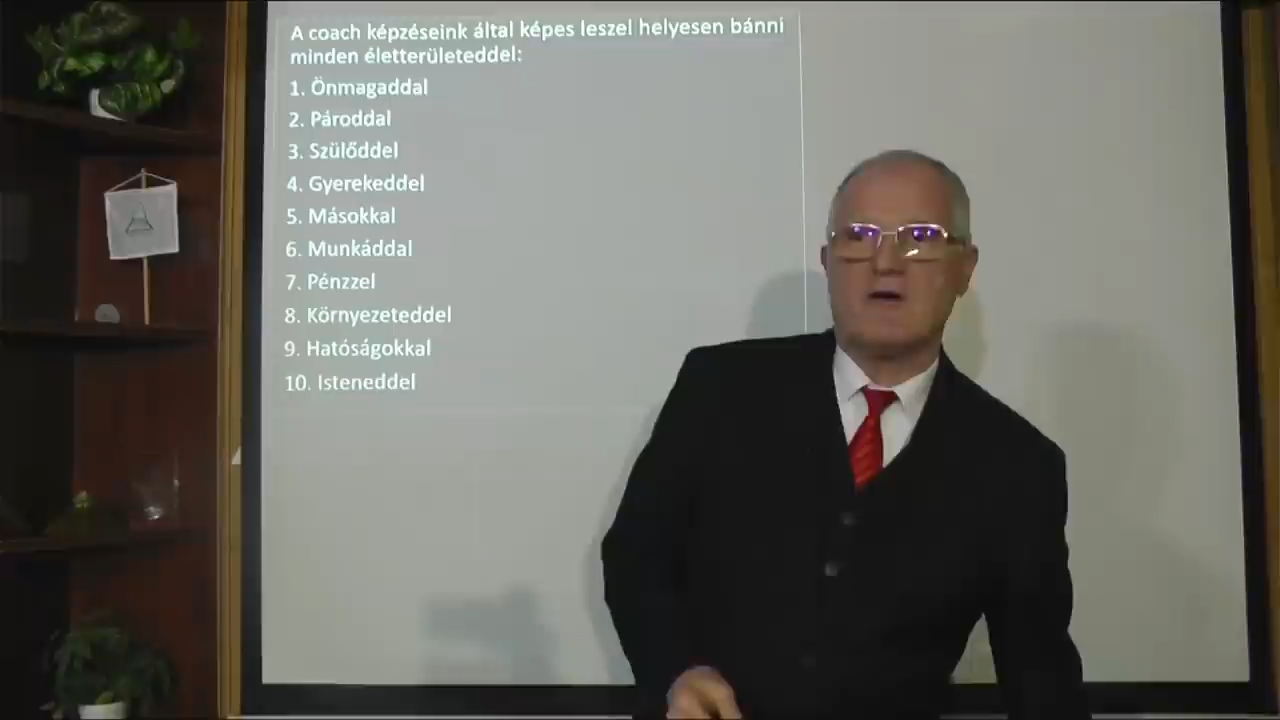 A coach képzéseink által képes leszel helyesen bánni
minden életterületeddel:
1. Önmagaddal
2. Pároddal
3. Szülőddel
4. Gyerekeddel
5. Másokkal
6. Munkáddal
7. Pénzzel
8. Környezeteddel
9. Hatóságokkal
10. Isteneddel